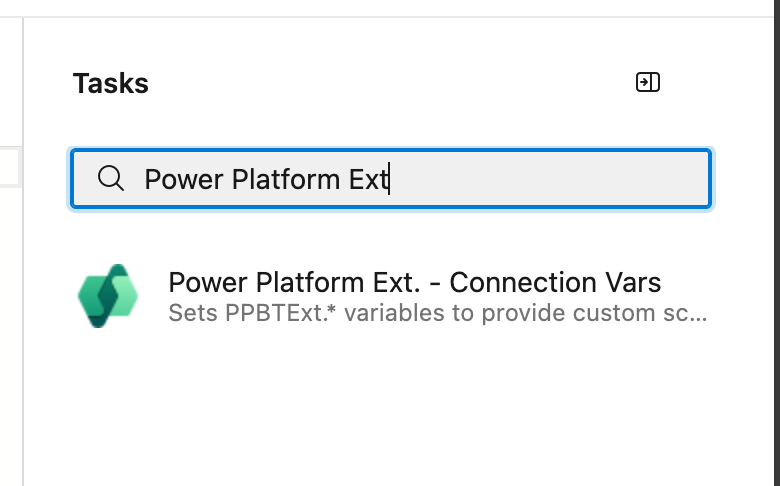 Tasks
Power Platform Ext
Power Platform Ext. - Connection Vars
Sets PPBTExt.* variables to provide custom sc...